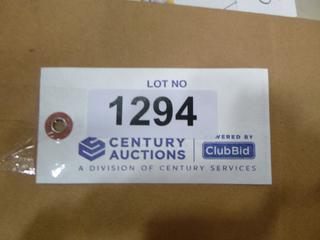 LOT NO
1294
CENTURY AUCTIONS
WERED BY
ClubBid
A DIVISION OF CENTURY SERVICES